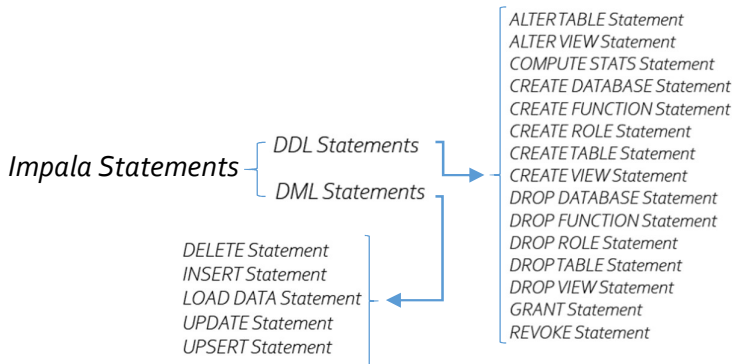 Impala Statements
DDL Statements
DML Statements
ALTER TABLE Statement
ALTER VIEW Statement
COMPUTE STATS Statement
CREATE DATABASE Statement
CREATE FUNCTION Statement
CREATE ROLE Statement
CREATE TABLE Statement
CREATE VIEW Statement
DROP DATABASE Statement
DROP FUNCTION Statement
DROP ROLE Statement
DROP TABLE Statement
DROP VIEW Statement
GRANT Statement
REVOKE Statement
DELETE Statement
INSERT Statement
LOAD DATA Statement
UPDATE Statement
UPSERT Statement